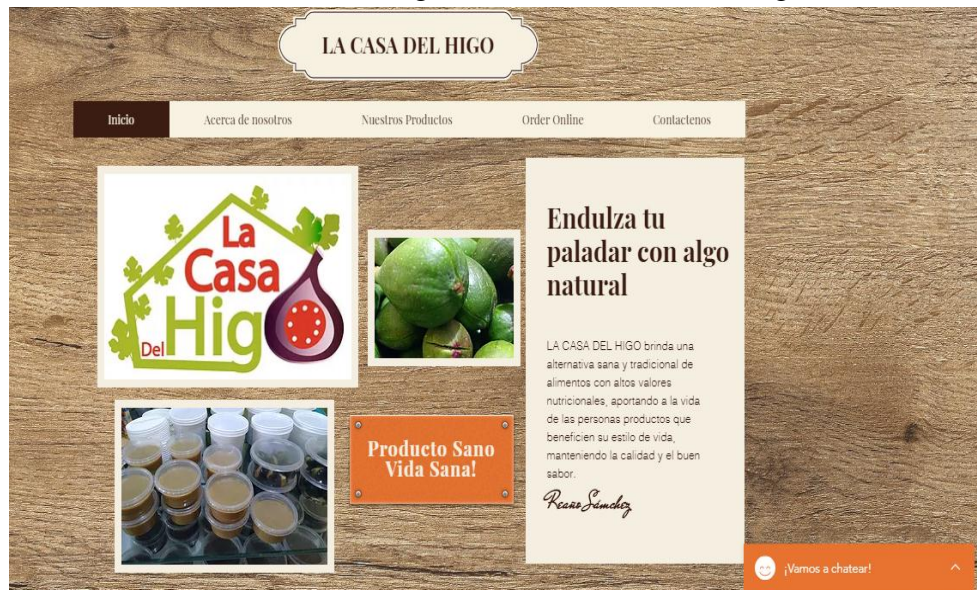 LA CASA DEL HIGO
Inicio
Acerca de nosotros
Nuestros Productos
Order Online
Contactenos
La
Casa
Del Higo
Endulza tu
paladar con algo
natural
LA CASA DEL HIGO brinda una
alternativa sana y tradicional de
alimentos con altos valores
nutricionales, aportando a la vida
de las personas productos que
beneficien su estilo de vida,
manteniendo la calidad y el buen
sabor.
Reaño Sánchez
Producto Sano
Vida Sana!
¡Vamos a chatear!